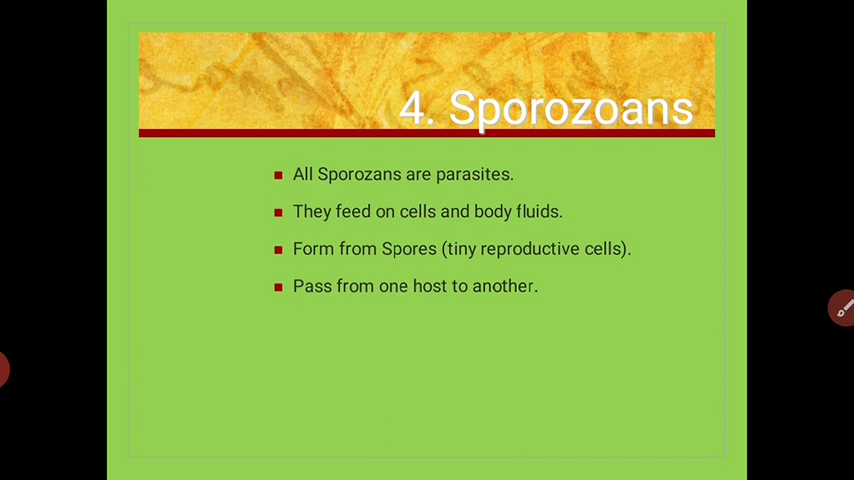 4. Sporozoans
All Sporozans are parasites.
They feed on cells and body fluids.
Form from Spores (tiny reproductive cells).
Pass from one host to another.